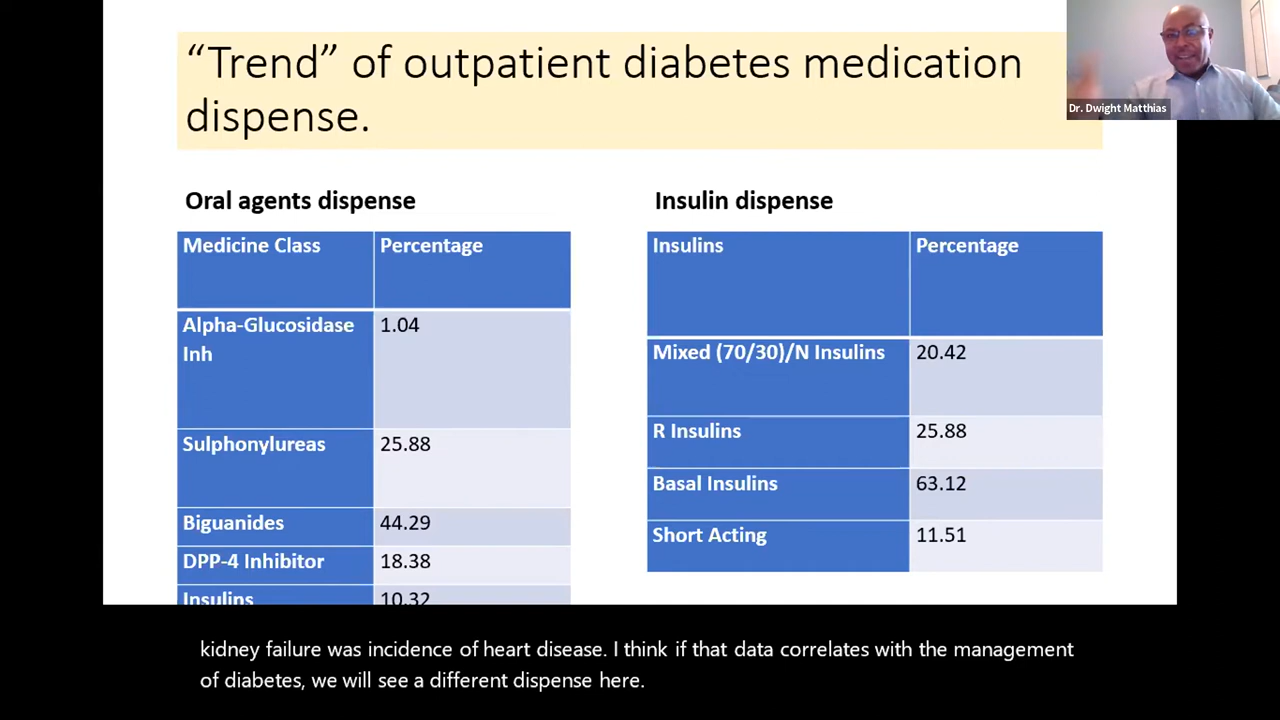 “Trend” of outpatient diabetes medication
dispense.
Dr. Dwight Matthias
Oral agents dispense
Medicine Class Percentage
Alpha-Glucosidase 1.04
Inh
Sulphonylureas 25.88
Biguanides 44.29
DPP-4 Inhibitor 18.38
Insulins 10.32
Insulin dispense
Insulins Percentage
Mixed (70/30)/N Insulins 20.42
R Insulins 25.88
Basal Insulins 63.12
Short Acting 11.51
kidney failure was incidence of heart disease. I think if that data correlates with the management
of diabetes, we will see a different dispense here.